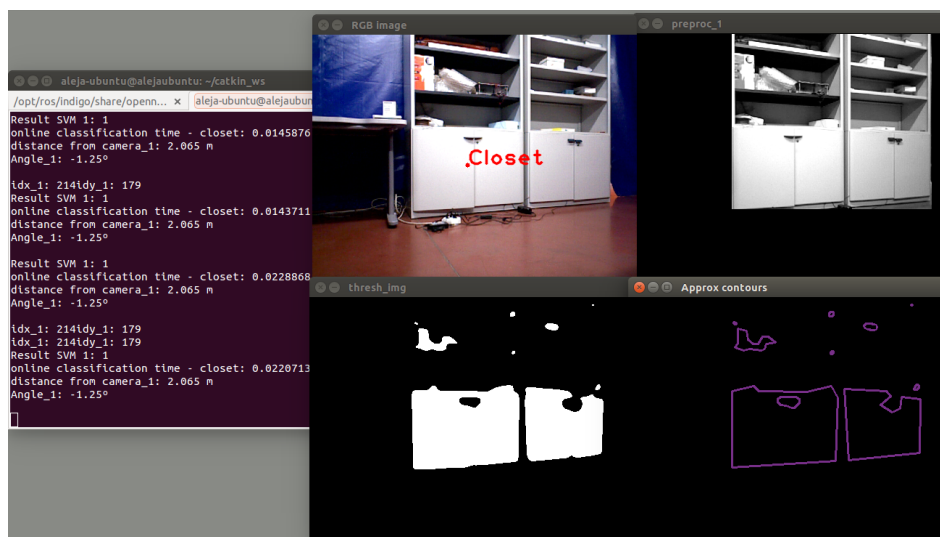 aleja-ubuntu@alejaubuntu: ~/catkin_ws
/opt/ros/indigo/share/openn... × aleja-ubuntu@alejaubun
Result SVM 1: 1
online classification time - closet: 0.0145876
distance from camera_1: 2.065 m
Angle_1: -1.25º
idx_1: 214idy_1: 179
Result SVM 1: 1
online classification time - closet: 0.0143711
distance from camera_1: 2.065 m
Angle_1: -1.25º
Result SVM 1: 1
online classification time - closet: 0.0228868
distance from camera_1: 2.065 m
Angle_1: -1.25º
idx_1: 214idy_1: 179
idx_1: 214idy_1: 179
Result SVM 1: 1
online classification time - closet: 0.0220713
distance from camera_1: 2.065 m
Angle_1: -1.25º
RGB image
Closet
preproc_1
thresh_img
Approx contours